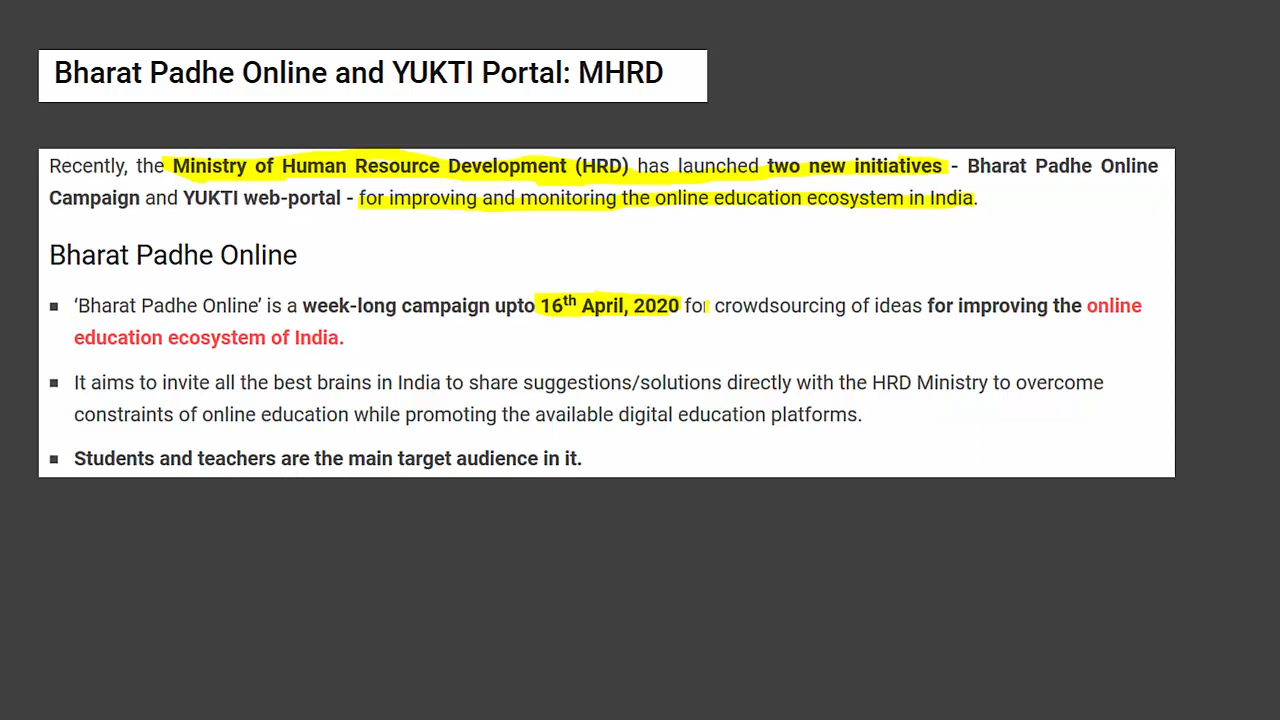 Bharat Padhe Online and YUKTI Portal: MHRD
Recently, the Ministry of Human Resource Development (HRD) has launched two new initiatives - Bharat Padhe Online
Campaign and YUKTI web-portal - for improving and monitoring the online education ecosystem in India.
Bharat Padhe Online
▪ ‘Bharat Padhe Online’ is a week-long campaign upto 16th April, 2020 for crowdsourcing of ideas for improving the online
education ecosystem of India.
▪ It aims to invite all the best brains in India to share suggestions/solutions directly with the HRD Ministry to overcome
constraints of online education while promoting the available digital education platforms.
▪ Students and teachers are the main target audience in it.